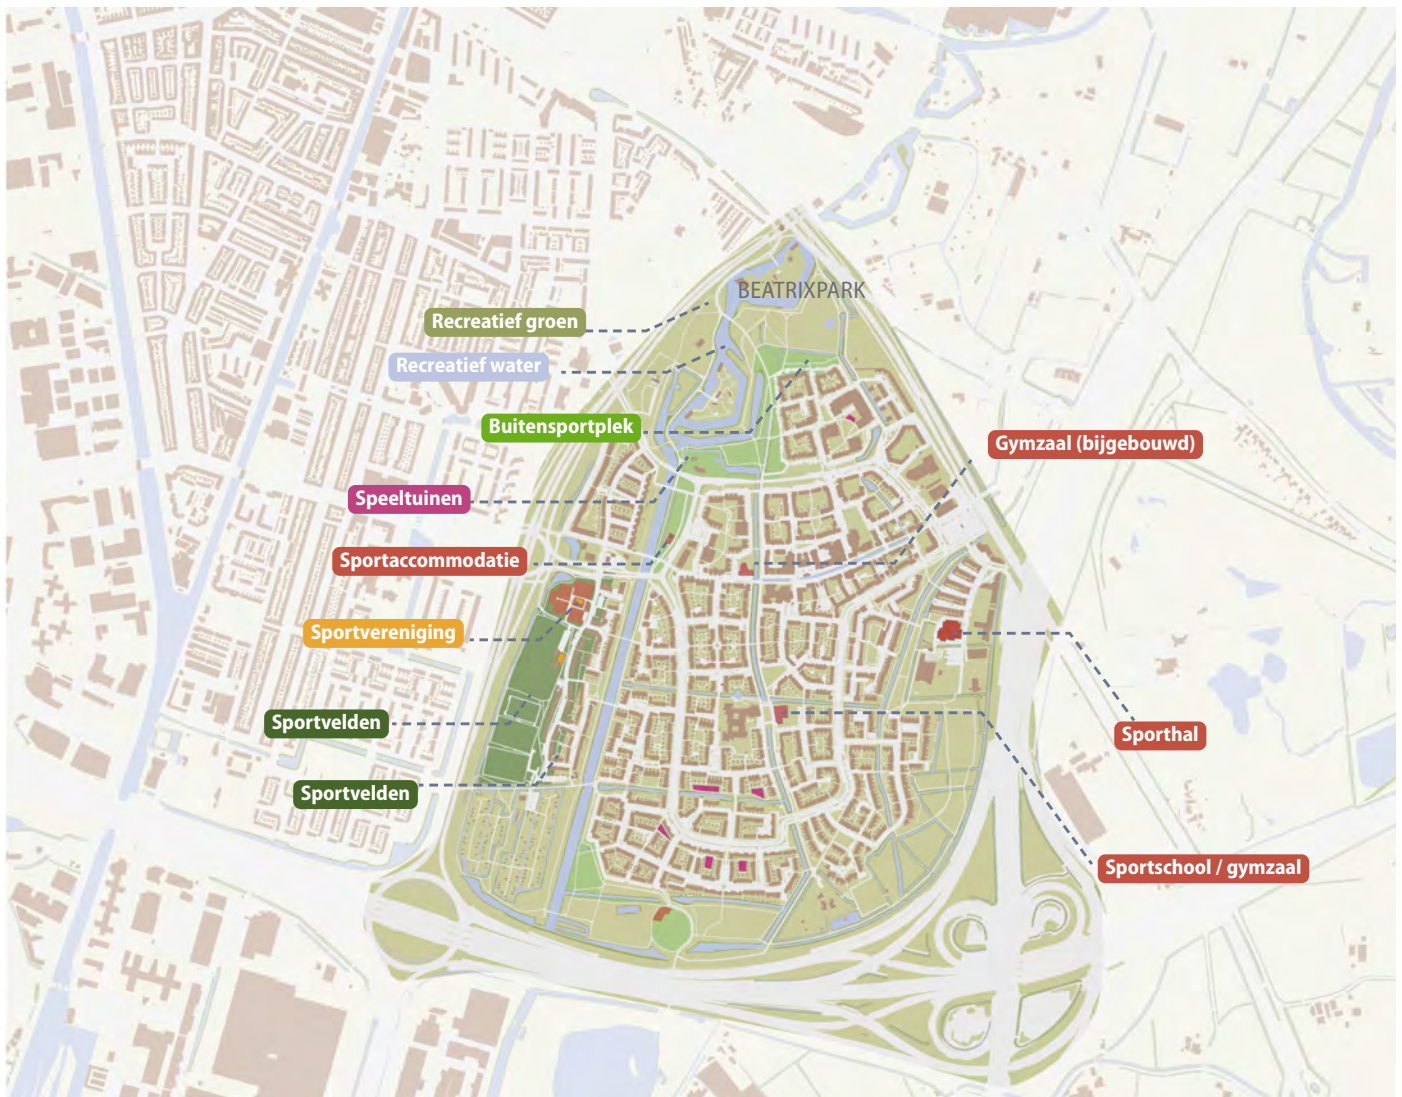 BEATRIXPARK
Recreatief groen
Recreatief water
Buitensportplek
Gymzaal (bijgebouwd)
Speeltuinen
Sportaccommodatie
Sportvereniging
Sportvelden
Sporthal
Sportvelden
Sportschool / gymzaal